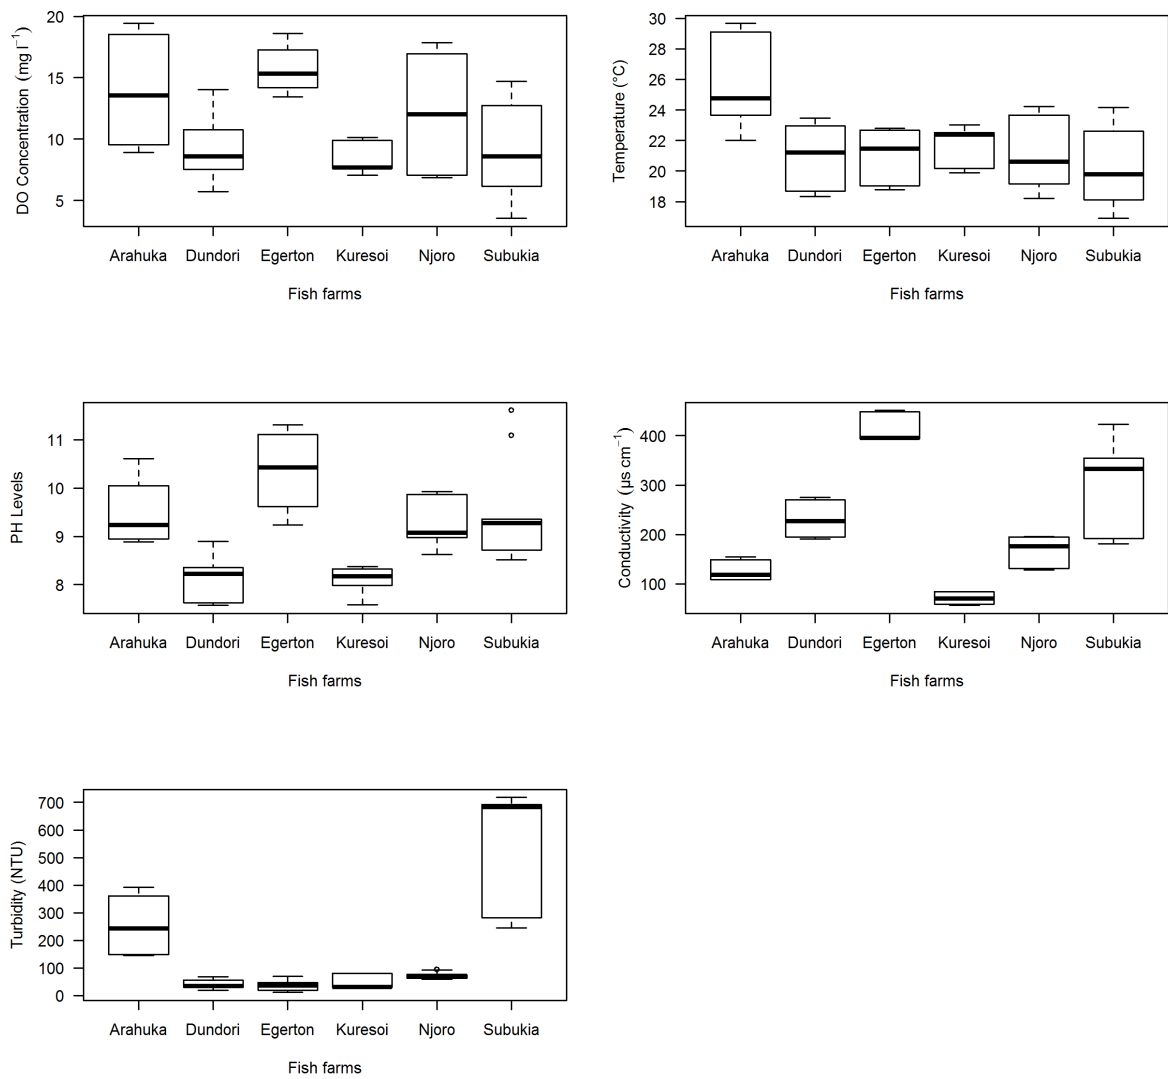 DO Concentration (mg l⁻¹)
20
15
10
5
Arahuka Dundori Egerton Kuresoi Njoro Subukia
Fish farms
Temperature (°C)
30
28
26
24
22
20
18
Arahuka Dundori Egerton Kuresoi Njoro Subukia
Fish farms
PH Levels
11
10
9
8
Arahuka Dundori Egerton Kuresoi Njoro Subukia
Fish farms
Conductivity (µs cm⁻¹)
400
300
200
100
Arahuka Dundori Egerton Kuresoi Njoro Subukia
Fish farms
Turbidity (NTU)
700
600
500
400
300
200
100
0
Arahuka Dundori Egerton Kuresoi Njoro Subukia
Fish farms